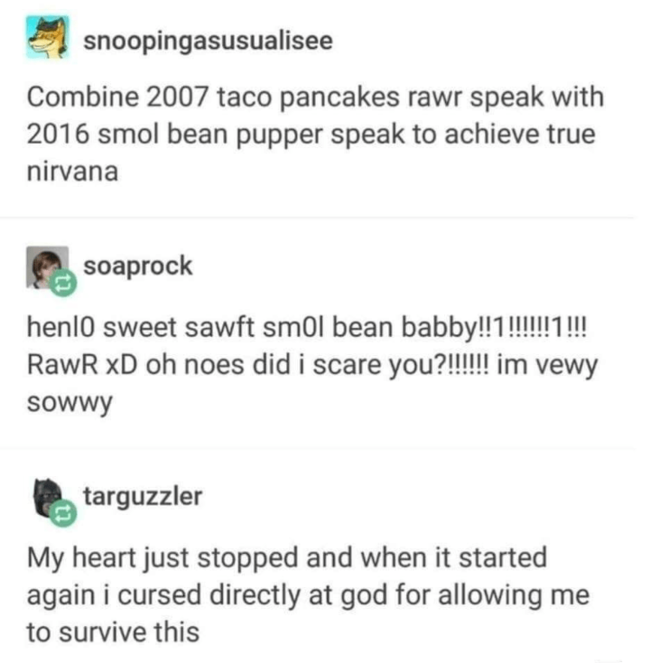 snoopingasusualisee
Combine 2007 taco pancakes rawr speak with
2016 smol bean pupper speak to achieve true
nirvana
soaprock
henl0 sweet sawft sm0l bean babby!!1!!!!!!1!!!
RawR xD oh noes did i scare you?!!!!!! im vewy
sowwy
targuzzler
My heart just stopped and when it started
again i cursed directly at god for allowing me
to survive this